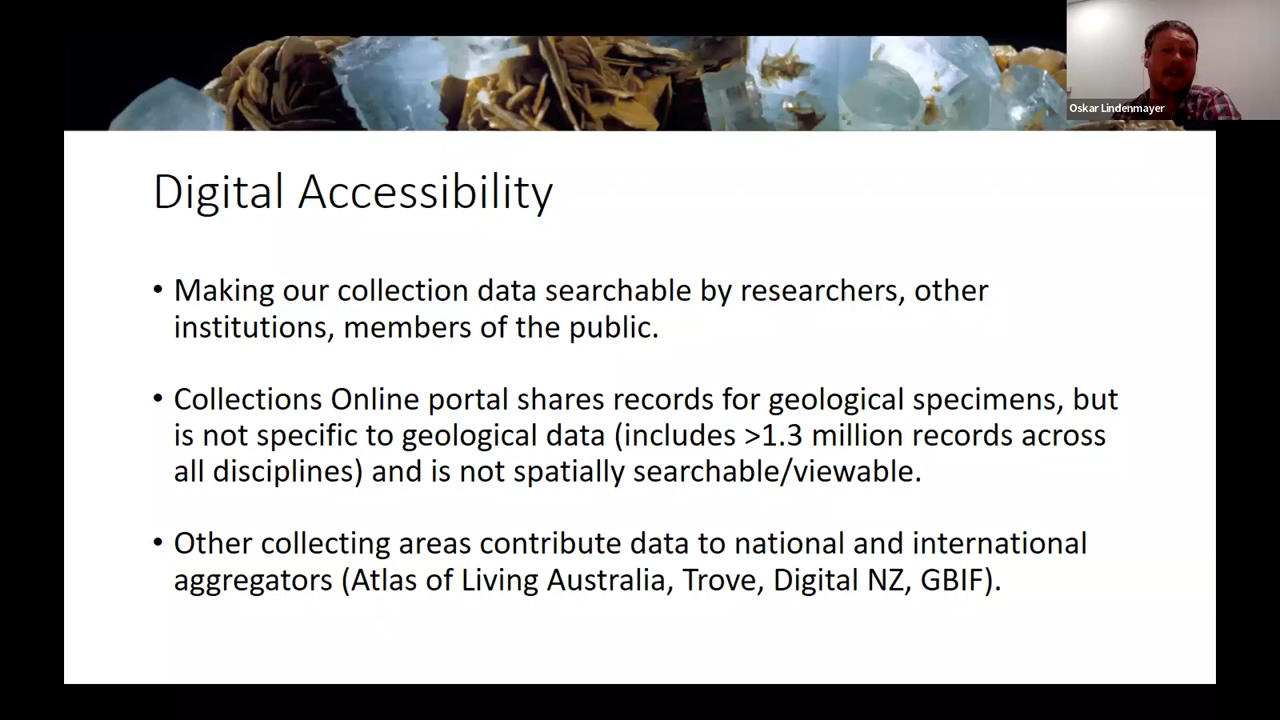 Oskar Lindenmayer
Digital Accessibility
• Making our collection data searchable by researchers, other
institutions, members of the public.
• Collections Online portal shares records for geological specimens, but
is not specific to geological data (includes >1.3 million records across
all disciplines) and is not spatially searchable/viewable.
• Other collecting areas contribute data to national and international
aggregators (Atlas of Living Australia, Trove, Digital NZ, GBIF).